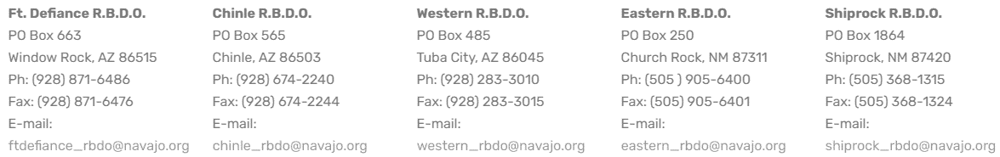 Ft. Defiance R.B.D.O.
PO Box 663
Window Rock, AZ 86515
Ph: (928) 871-6486
Fax: (928) 871-6476
E-mail:
ftdefiance_rbdo@navajo.org
Chinle R.B.D.O.
PO Box 565
Chinle, AZ 86503
Ph: (928) 674-2240
Fax: (928) 674-2244
E-mail:
chinle_rbdo@navajo.org
Western R.B.D.O.
PO Box 485
Tuba City, AZ 86045
Ph: (928) 283-3010
Fax: (928) 283-3015
E-mail:
western_rbdo@navajo.org
Eastern R.B.D.O.
PO Box 250
Church Rock, NM 87311
Ph: (505 ) 905-6400
Fax: (505) 905-6401
E-mail:
eastern_rbdo@navajo.org
Shiprock R.B.D.O.
PO Box 1864
Shiprock, NM 87420
Ph: (505) 368-1315
Fax: (505) 368-1324
E-mail:
shiprock_rbdo@navajo.org